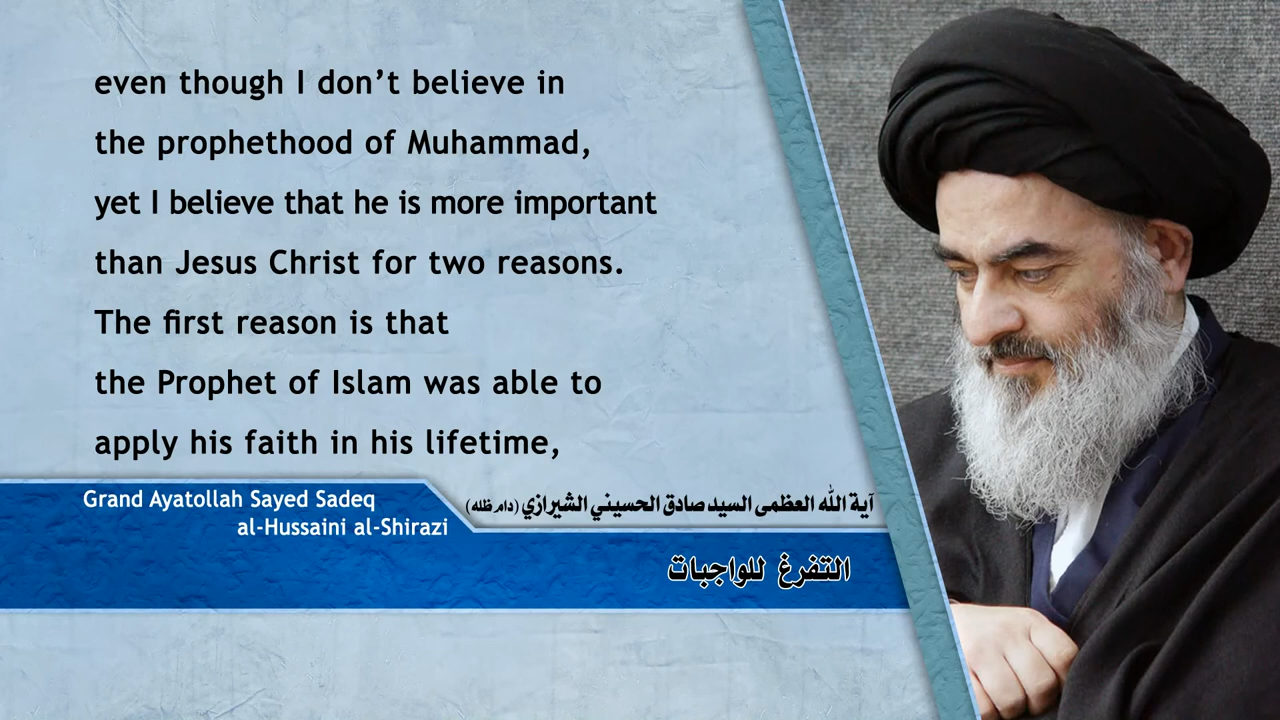 even though I don’t believe in
the prophethood of Muhammad,
yet I believe that he is more important
than Jesus Christ for two reasons.
The first reason is that
the Prophet of Islam was able to
apply his faith in his lifetime,
Grand Ayatollah Sayed Sadeq
al-Hussaini al-Shirazi
آية الله العظمى السيد صادق الحسيني الشيرازي (دام ظله)
التفرغ للواجبات